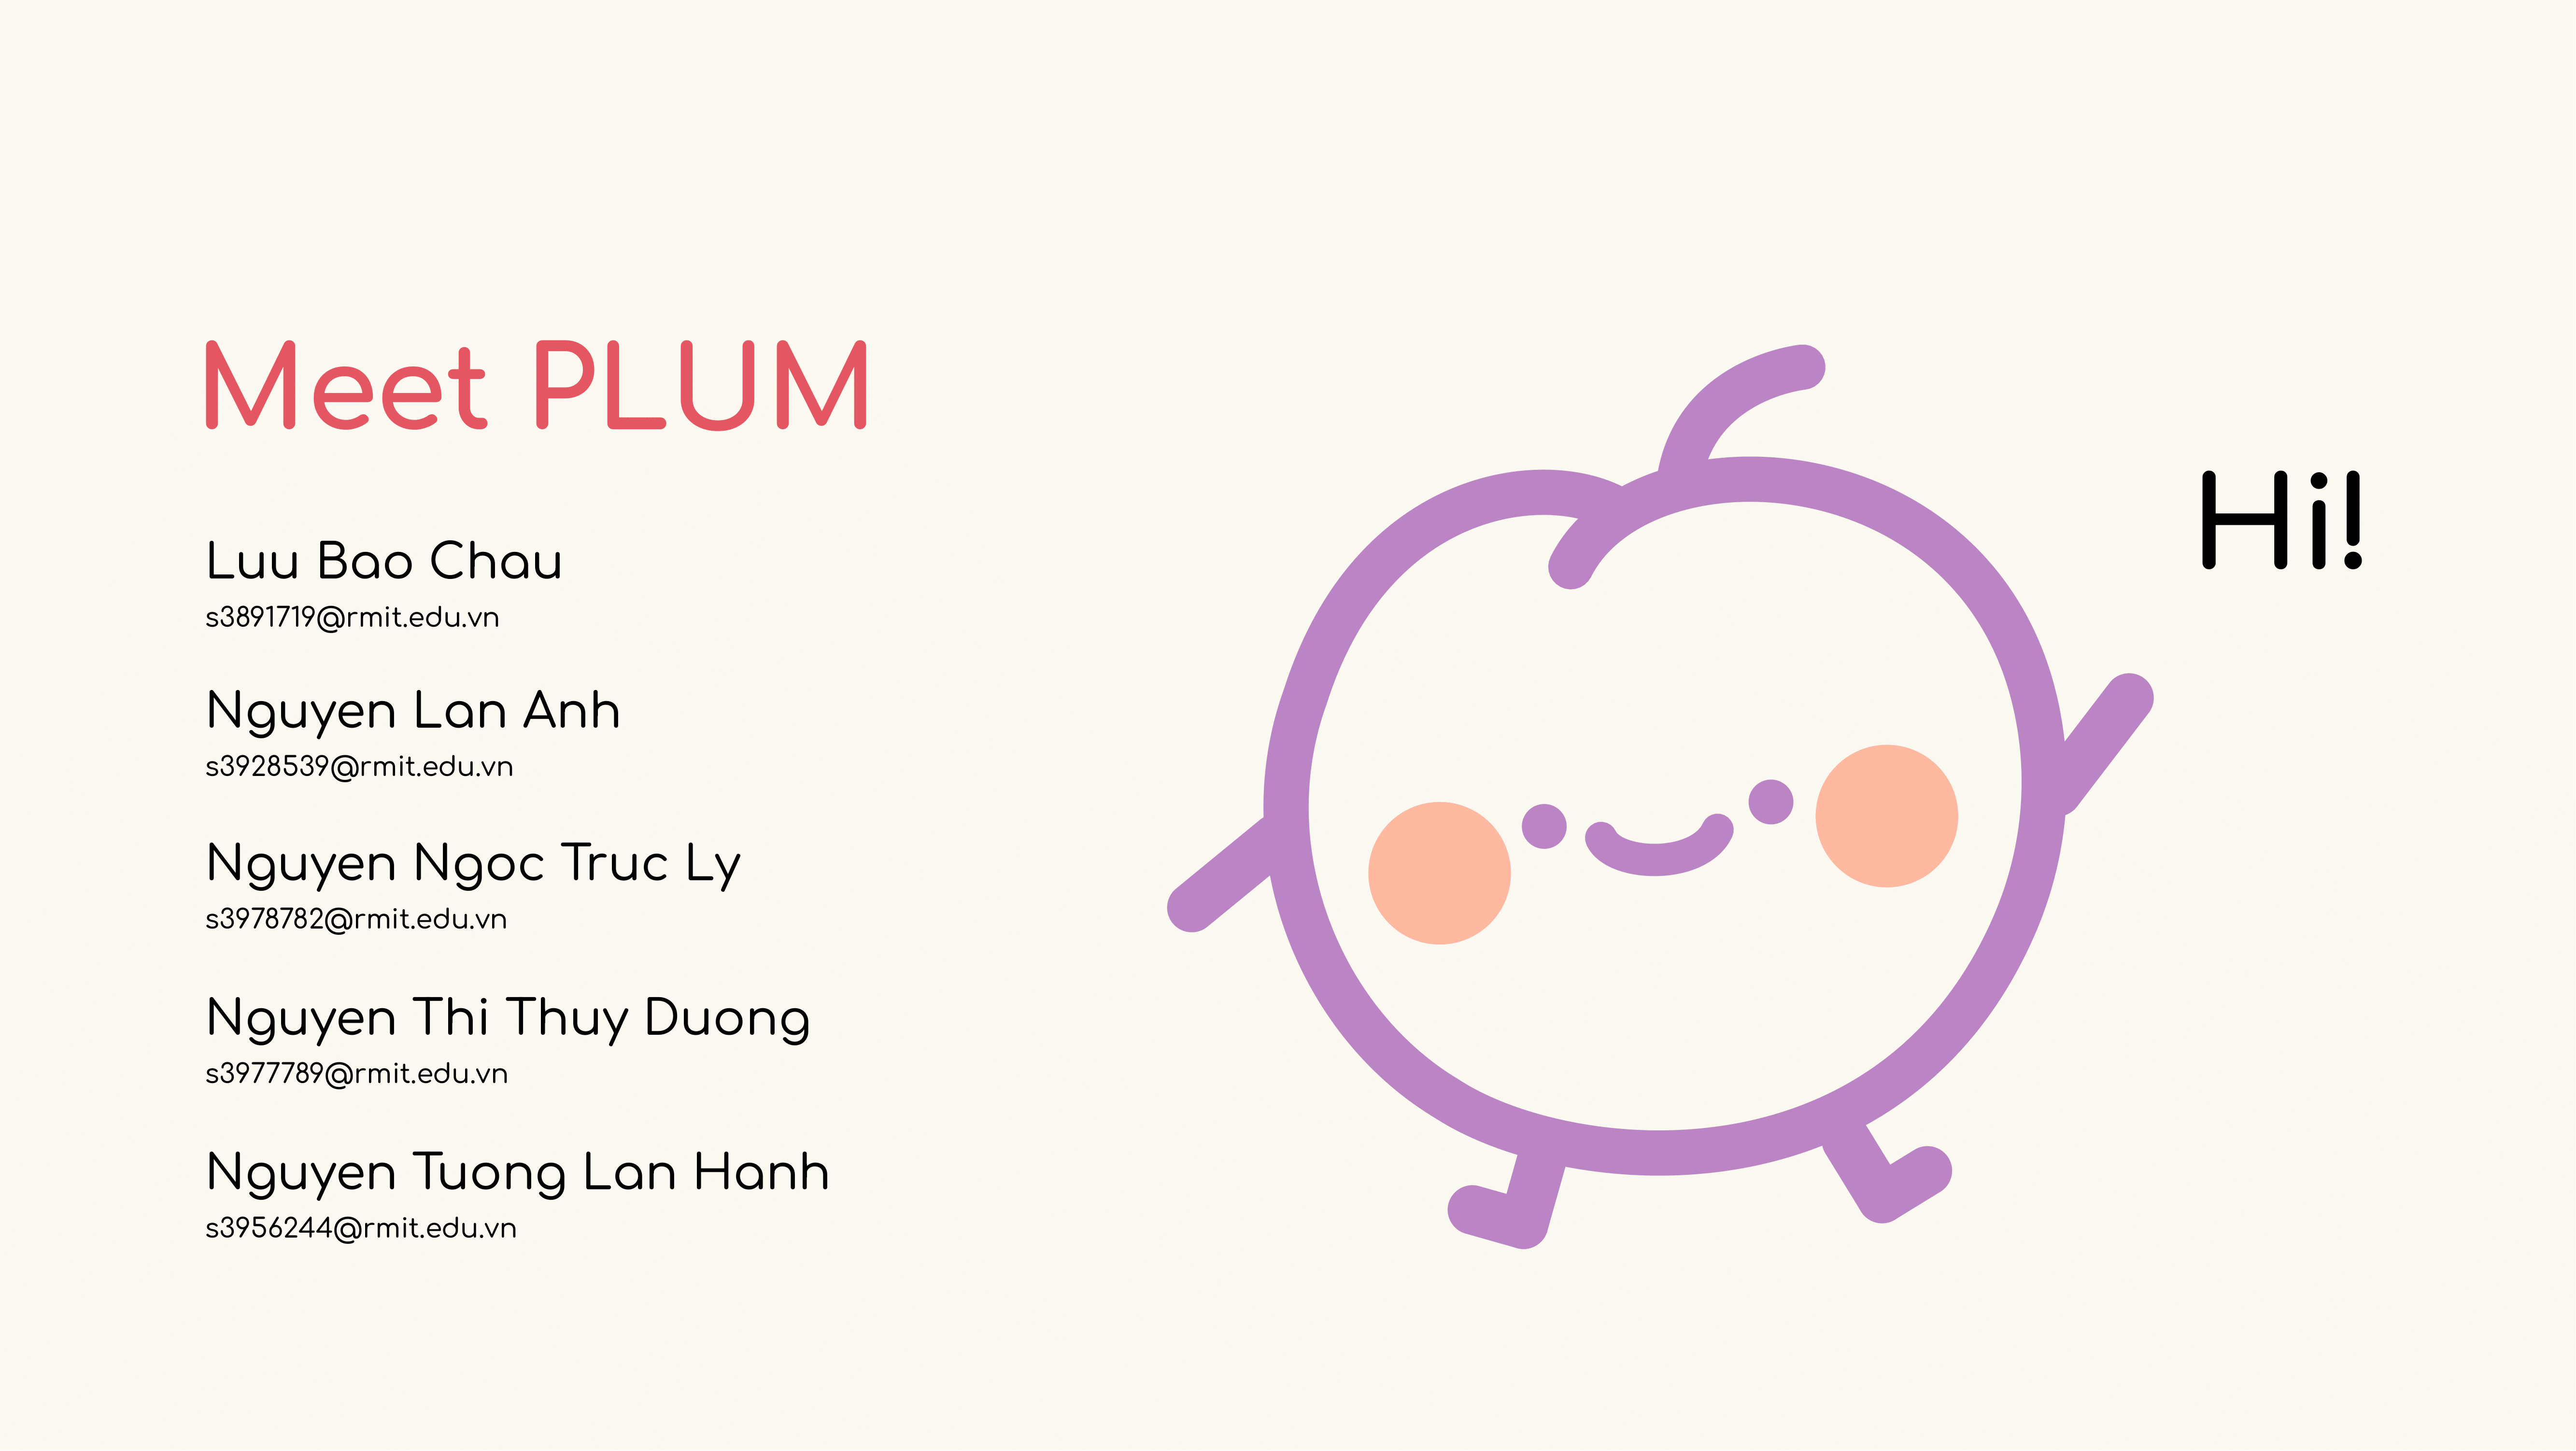 Meet PLUM
Luu Bao Chau
s3891719@rmit.edu.vn
Nguyen Lan Anh
s3928539@rmit.edu.vn
Nguyen Ngoc Truc Ly
s3978782@rmit.edu.vn
Nguyen Thi Thuy Duong
s3977789@rmit.edu.vn
Nguyen Tuong Lan Hanh
s3956244@rmit.edu.vn
Hi!